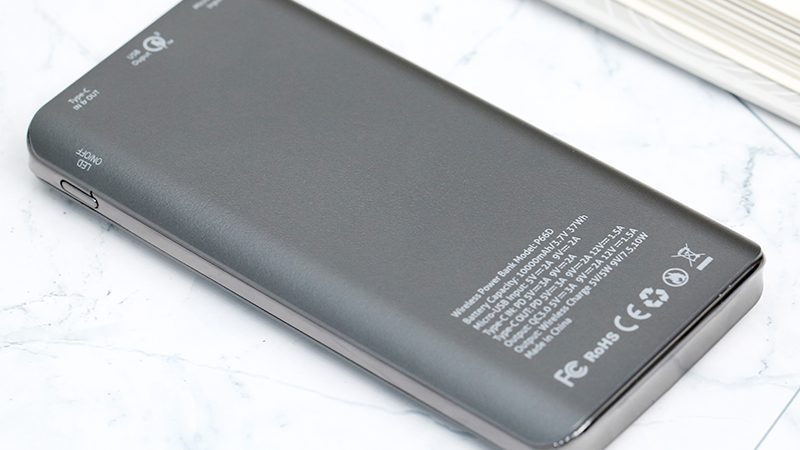 USB
Output
Type-C
IN & OUT
LED
ON/OFF
Wireless Power Bank Model: P66D
Battery Capacity: 10000mAh/3.7V 37Wh
Micro-USB Input: 5V⎓2A 9V⎓2A
Type-C IN: PD 5V⎓3A 9V⎓2A
Type-C OUT: PD 5V⎓3A 9V⎓2A 12V⎓1.5A
Output: QC3.0 5V⎓3A 9V⎓2A 12V⎓1.5A
Output: Wireless Charge 5V/5W 9V/7.5,10W
Made in China
FC RoHS CE